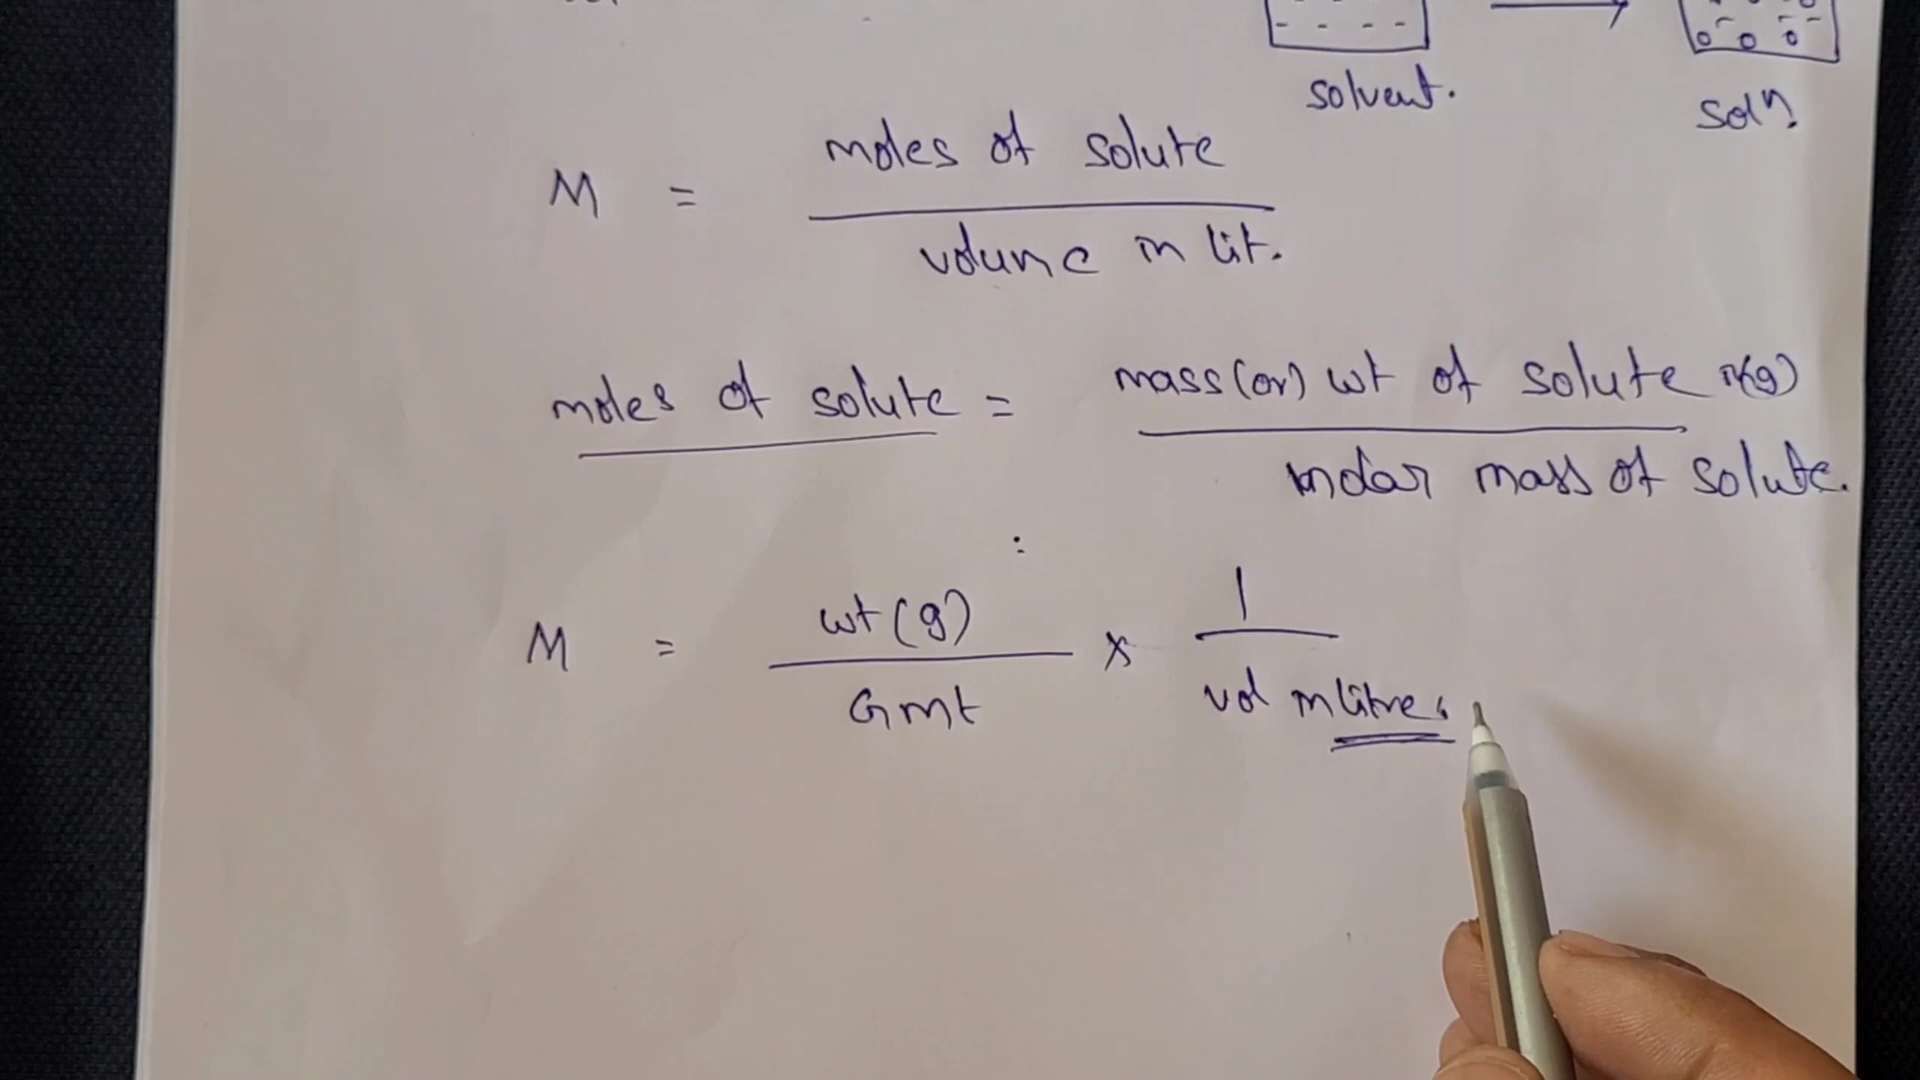 solvent.
soln.
M = moles of solute / volume in lit.
moles of solute = mass (or) wt of solute in (g) / molar mass of solute.
M = wt (g) / Gmt × 1 / vol in litres